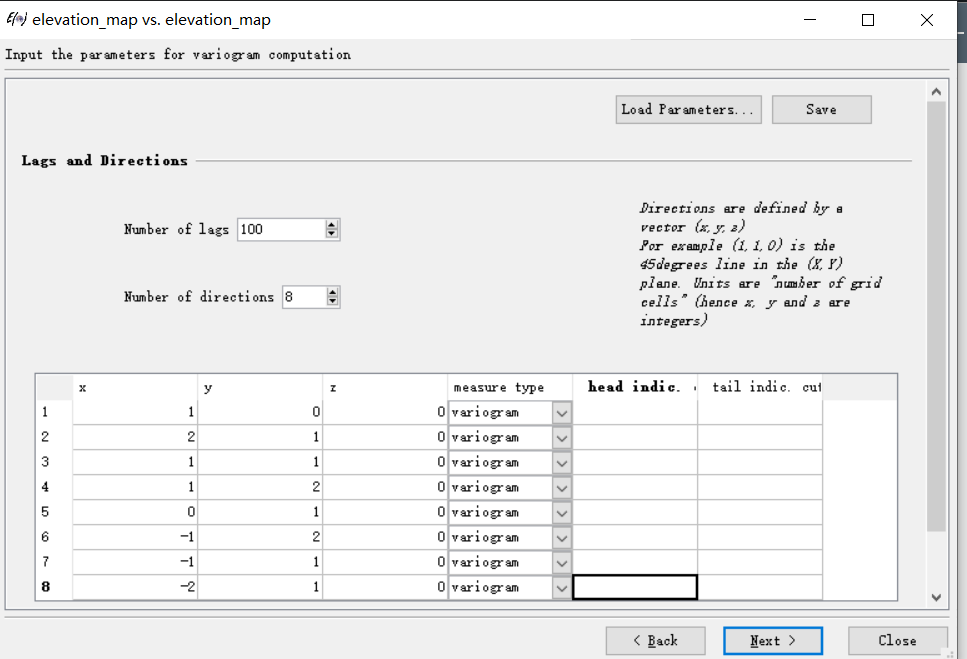 E(m) elevation_map vs. elevation_map
Input the parameters for variogram computation
Load Parameters... Save
Lags and Directions
Number of lags 100
Number of directions 8
Directions are defined by a
vector (x,y,z)
For example (1,1,0) is the
45degrees line in the (X,Y)
plane. Units are "number of grid
cells" (hence x, y and z are
integers)
x y z measure type head indic. tail indic. cut
1 1 0 0 variogram
2 2 1 0 variogram
3 1 1 0 variogram
4 1 2 0 variogram
5 0 1 0 variogram
6 -1 2 0 variogram
7 -1 1 0 variogram
8 -2 1 0 variogram
< Back Next > Close